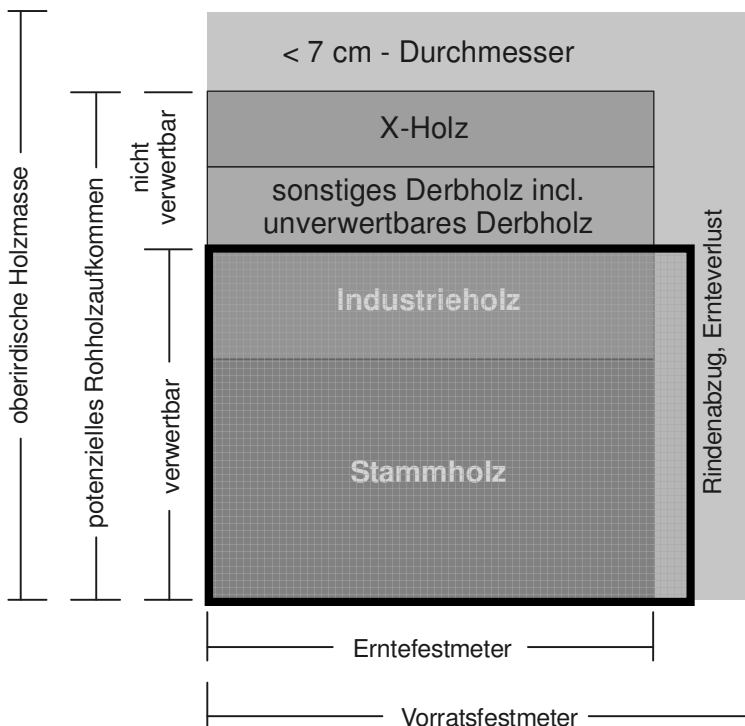 < 7 cm - Durchmesser
X-Holz
sonstiges Derbholz incl.
unverwertbares Derbholz
Industrieholz
Stammholz
oberirdische Holzmasse
potenzielles Rohholzaufkommen
nicht
verwertbar
verwertbar
Rindenabzug, Ernteverlust
Erntefestmeter
Vorratsfestmeter